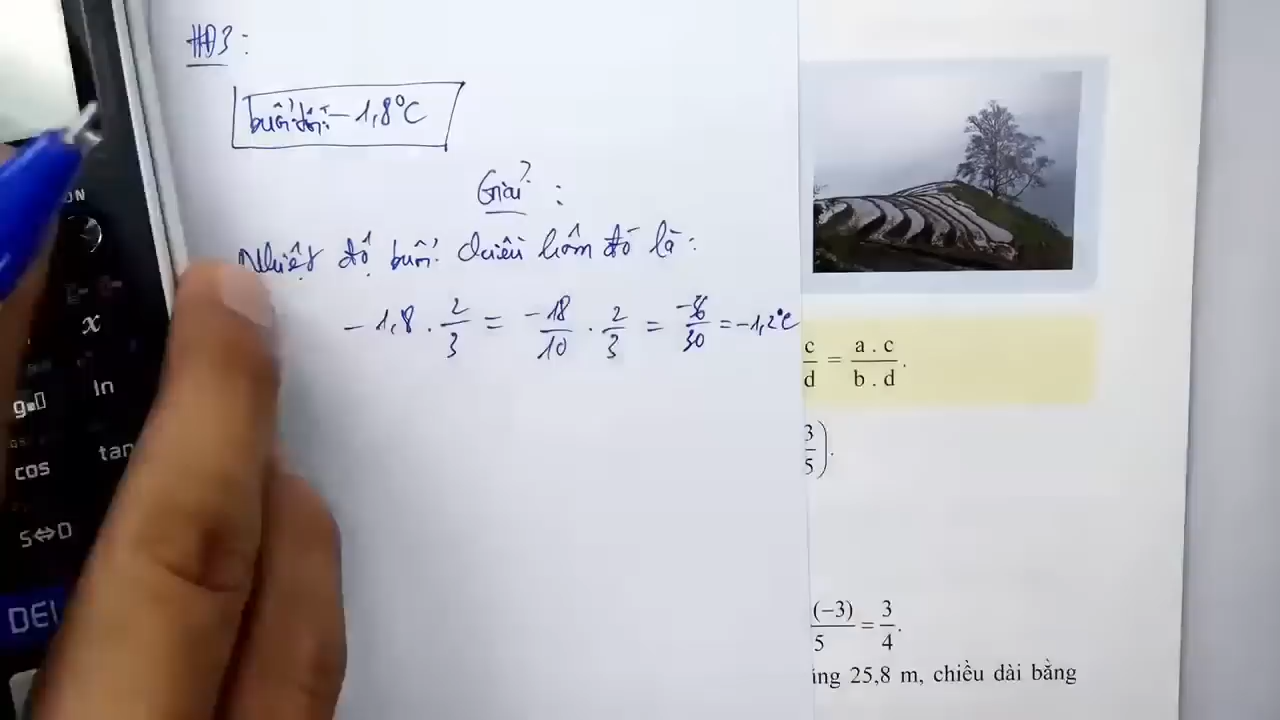 HĐ3:
buổi tối: -1,8°C
Giải:
Nhiệt độ buổi chiều hôm đó là:
-1,8 . 2/3 = -18/10 . 2/3 = -36/30 = -1,2°C
c/d = a . c / b . d .
3/5).
(−3)/5 = 3/4.
25,8 m, chiều dài bằng
ON
x
ln
cos
tan
S⇔D
DEL